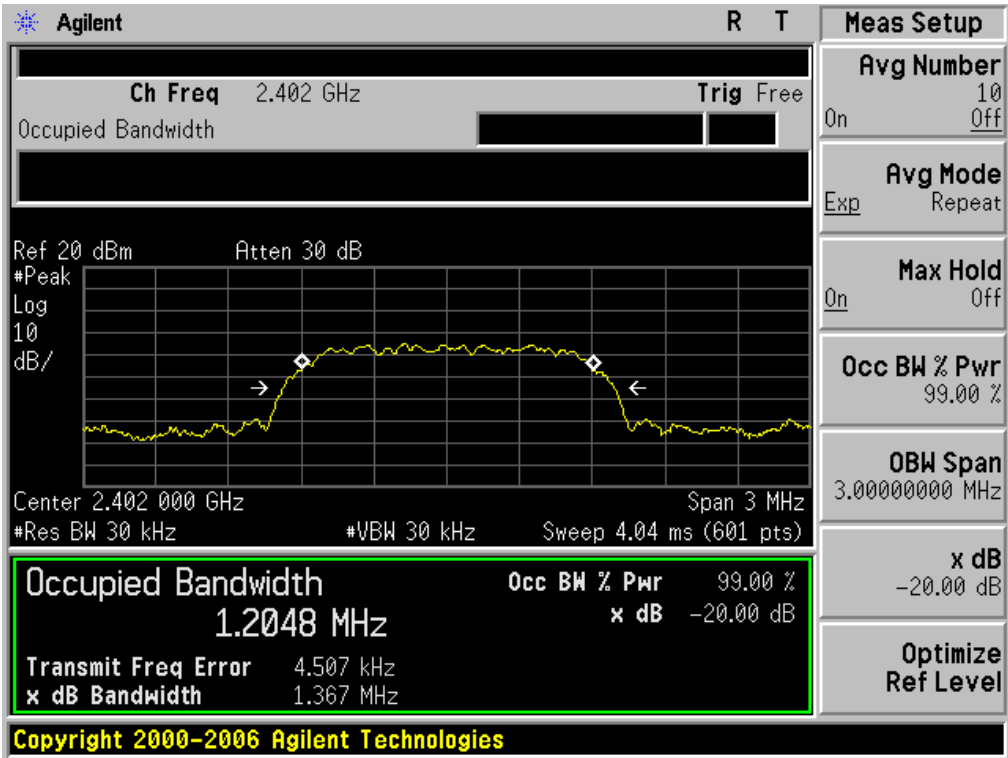 Agilent R T
Ch Freq 2.402 GHz Trig Free
Occupied Bandwidth
Ref 20 dBm Atten 30 dB
#Peak
Log
10
dB/
Center 2.402 000 GHz Span 3 MHz
#Res BW 30 kHz #VBW 30 kHz Sweep 4.04 ms (601 pts)
Occupied Bandwidth Occ BW % Pwr 99.00 %
1.2048 MHz x dB -20.00 dB
Transmit Freq Error 4.507 kHz
x dB Bandwidth 1.367 MHz
Copyright 2000-2006 Agilent Technologies
Meas Setup
Avg Number
10
On Off
Avg Mode
Exp Repeat
Max Hold
On Off
Occ BW % Pwr
99.00 %
OBW Span
3.00000000 MHz
x dB
-20.00 dB
Optimize
Ref Level